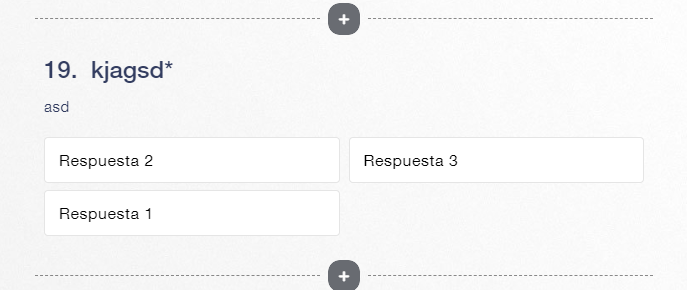 19. kjagsd*
asd
Respuesta 2
Respuesta 3
Respuesta 1